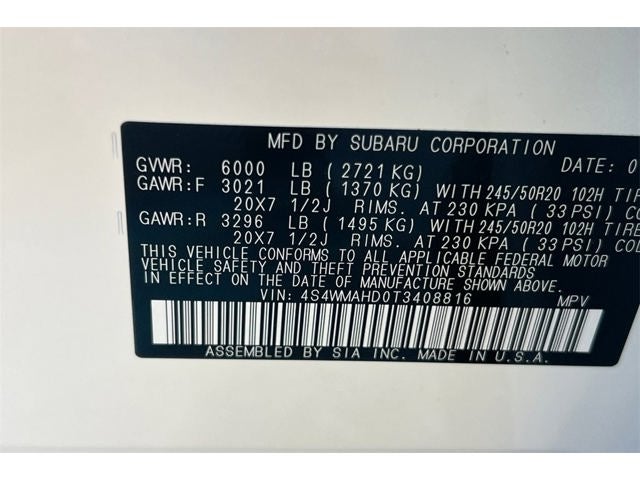 MFD BY SUBARU CORPORATION
GVWR: 6000 LB ( 2721 KG) DATE: 0
GAWR:F 3021 LB ( 1370 KG) WITH 245/50R20 102H TIR
20X7 1/2J RIMS. AT 230 KPA ( 33 PSI) CO
GAWR:R 3296 LB ( 1495 KG) WITH 245/50R20 102H TIRE
20X7 1/2J RIMS. AT 230 KPA ( 33 PSI) COL
THIS VEHICLE CONFORMS TO ALL APPLICABLE FEDERAL MOTOR
VEHICLE SAFETY AND THEFT PREVENTION STANDARDS
IN EFFECT ON THE DATE OF MANUFACTURE SHOWN ABOVE.
VIN: 4S4WMAHD0T3408816 MPV
ASSEMBLED BY SIA INC. MADE IN U.S.A.